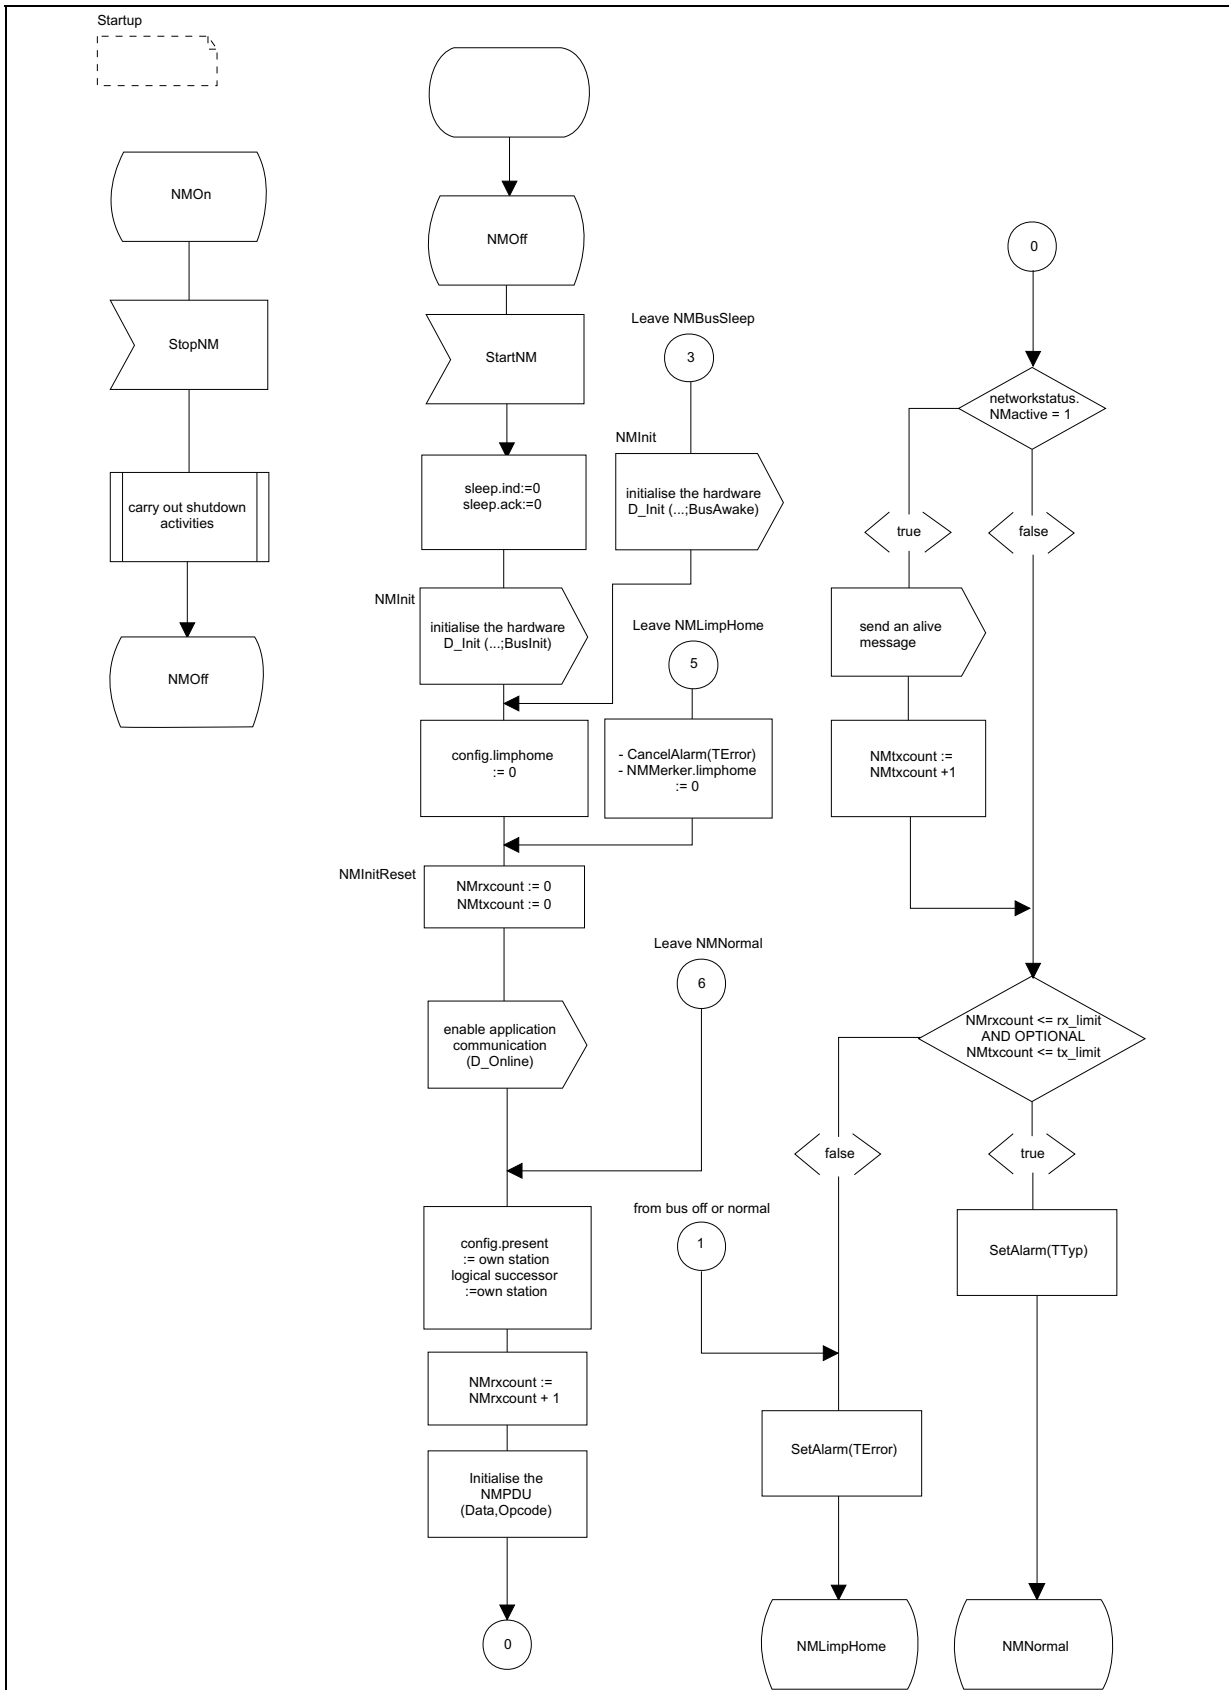 Startup
NMOn
StopNM
carry out shutdown
activities
NMOff
NMOff
StartNM
sleep.ind:=0
sleep.ack:=0
NMInit
initialise the hardware
D_Init (...;BusInit)
Leave NMBusSleep
3
NMInit
initialise the hardware
D_Init (...;BusAwake)
config.limphome
:= 0
Leave NMLimpHome
5
- CancelAlarm(TError)
- NMMerker.limphome
:= 0
NMInitReset
NMrxcount := 0
NMtxcount := 0
enable application
communication
(D_Online)
Leave NMNormal
6
config.present
:= own station
logical successor
:=own station
NMrxcount :=
NMrxcount + 1
Initialise the
NMPDU
(Data,Opcode)
0
0
networkstatus.
NMactive = 1
true
false
send an alive
message
NMtxcount :=
NMtxcount +1
NMrxcount <= rx_limit
AND OPTIONAL
NMtxcount <= tx_limit
false
true
from bus off or normal
1
SetAlarm(TTyp)
SetAlarm(TError)
NMLimpHome
NMNormal